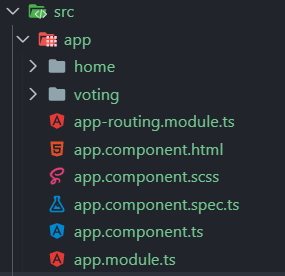 src
app
home
voting
app-routing.module.ts
app.component.html
app.component.scss
app.component.spec.ts
app.component.ts
app.module.ts